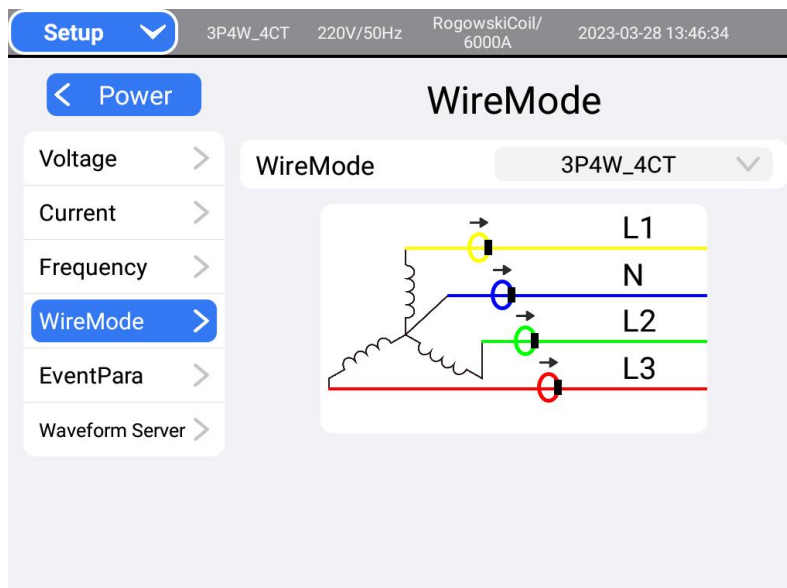 Setup
3P4W_4CT
220V/50Hz
RogowskiCoil/
6000A
2023-03-28 13:46:34
Power
WireMode
Voltage
Current
Frequency
WireMode
EventPara
Waveform Server
WireMode
3P4W_4CT
L1
N
L2
L3